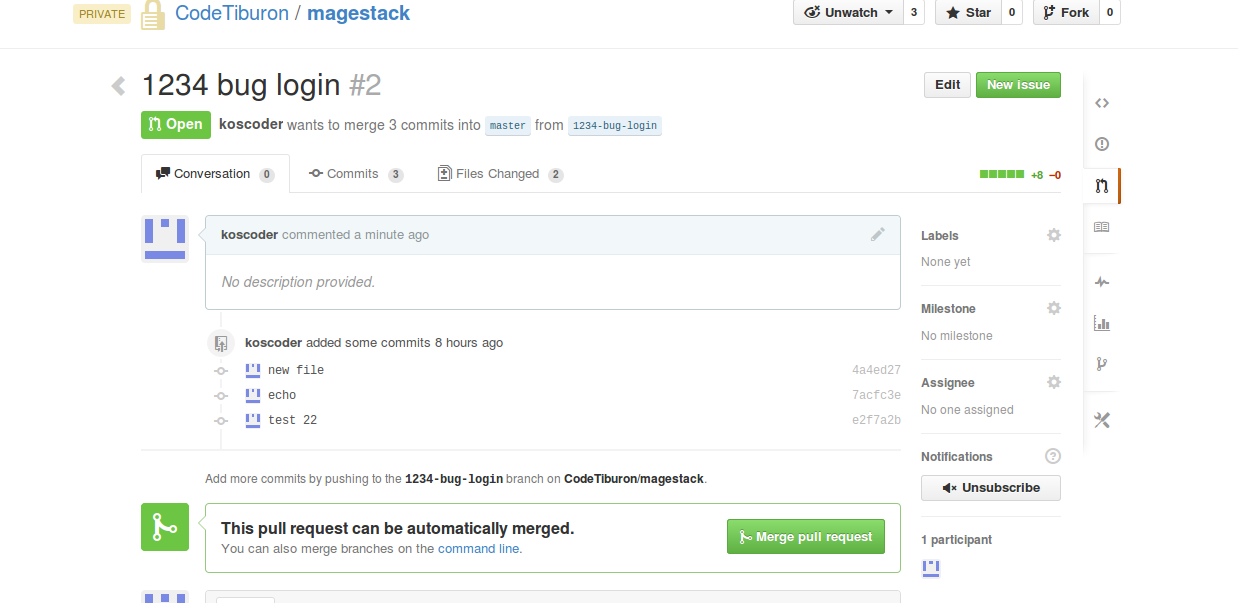 PRIVATE CodeTiburon / magestack Unwatch 3 Star 0 Fork 0
1234 bug login #2 Edit New issue
Open koscoder wants to merge 3 commits into master from 1234-bug-login
Conversation 0 Commits 3 Files Changed 2 +8 −0
koscoder commented a minute ago
No description provided.
koscoder added some commits 8 hours ago
new file 4a4ed27
echo 7acfc3e
test 22 e2f7a2b
Add more commits by pushing to the 1234-bug-login branch on CodeTiburon/magestack.
This pull request can be automatically merged.
You can also merge branches on the command line.
Merge pull request
Labels
None yet
Milestone
No milestone
Assignee
No one assigned
Notifications
Unsubscribe
1 participant